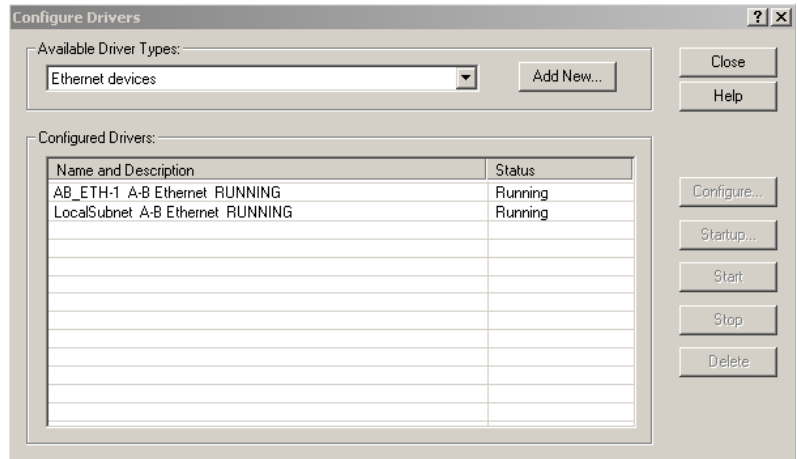 Configure Drivers
Available Driver Types:
Ethernet devices
Add New...
Close
Help
Configured Drivers:
Name and Description Status
AB_ETH-1 A-B Ethernet RUNNING Running
LocalSubnet A-B Ethernet RUNNING Running
Configure...
Startup...
Start
Stop
Delete